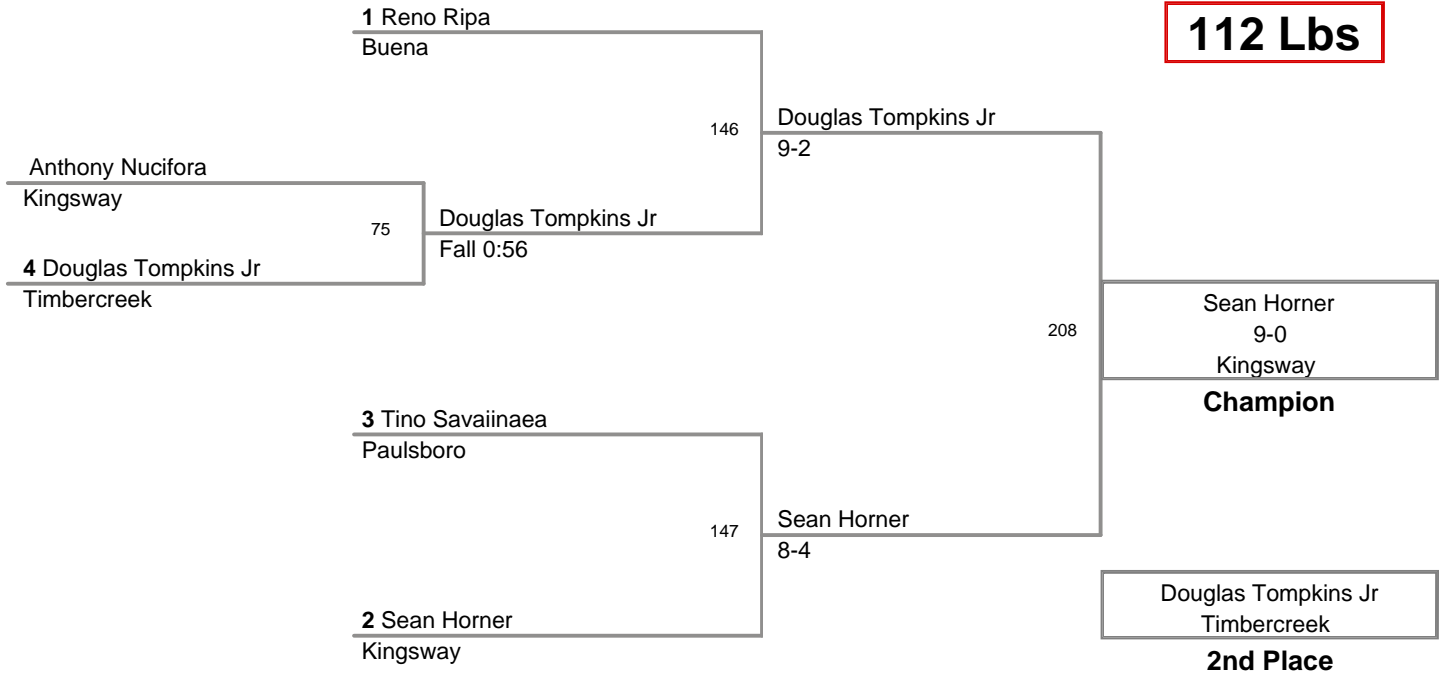 1 Reno Ripa
Buena
112 Lbs
146
Douglas Tompkins Jr
9-2
Anthony Nucifora
Kingsway
75
Douglas Tompkins Jr
Fall 0:56
4 Douglas Tompkins Jr
Timbercreek
208
Sean Horner
9-0
Kingsway
Champion
3 Tino Savaiinaea
Paulsboro
147
Sean Horner
8-4
2 Sean Horner
Kingsway
Douglas Tompkins Jr
Timbercreek
2nd Place